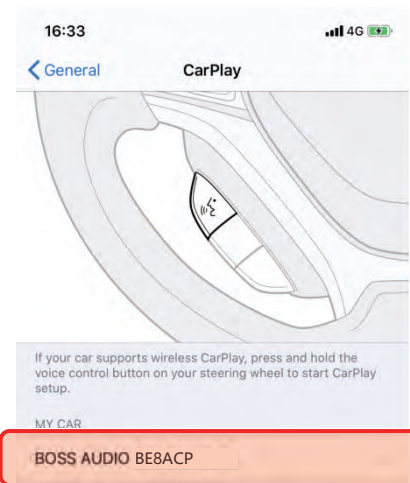 16:33
4G
General
CarPlay
If your car supports wireless CarPlay, press and hold the
voice control button on your steering wheel to start CarPlay
setup.
MY CAR
BOSS AUDIO BE8ACP